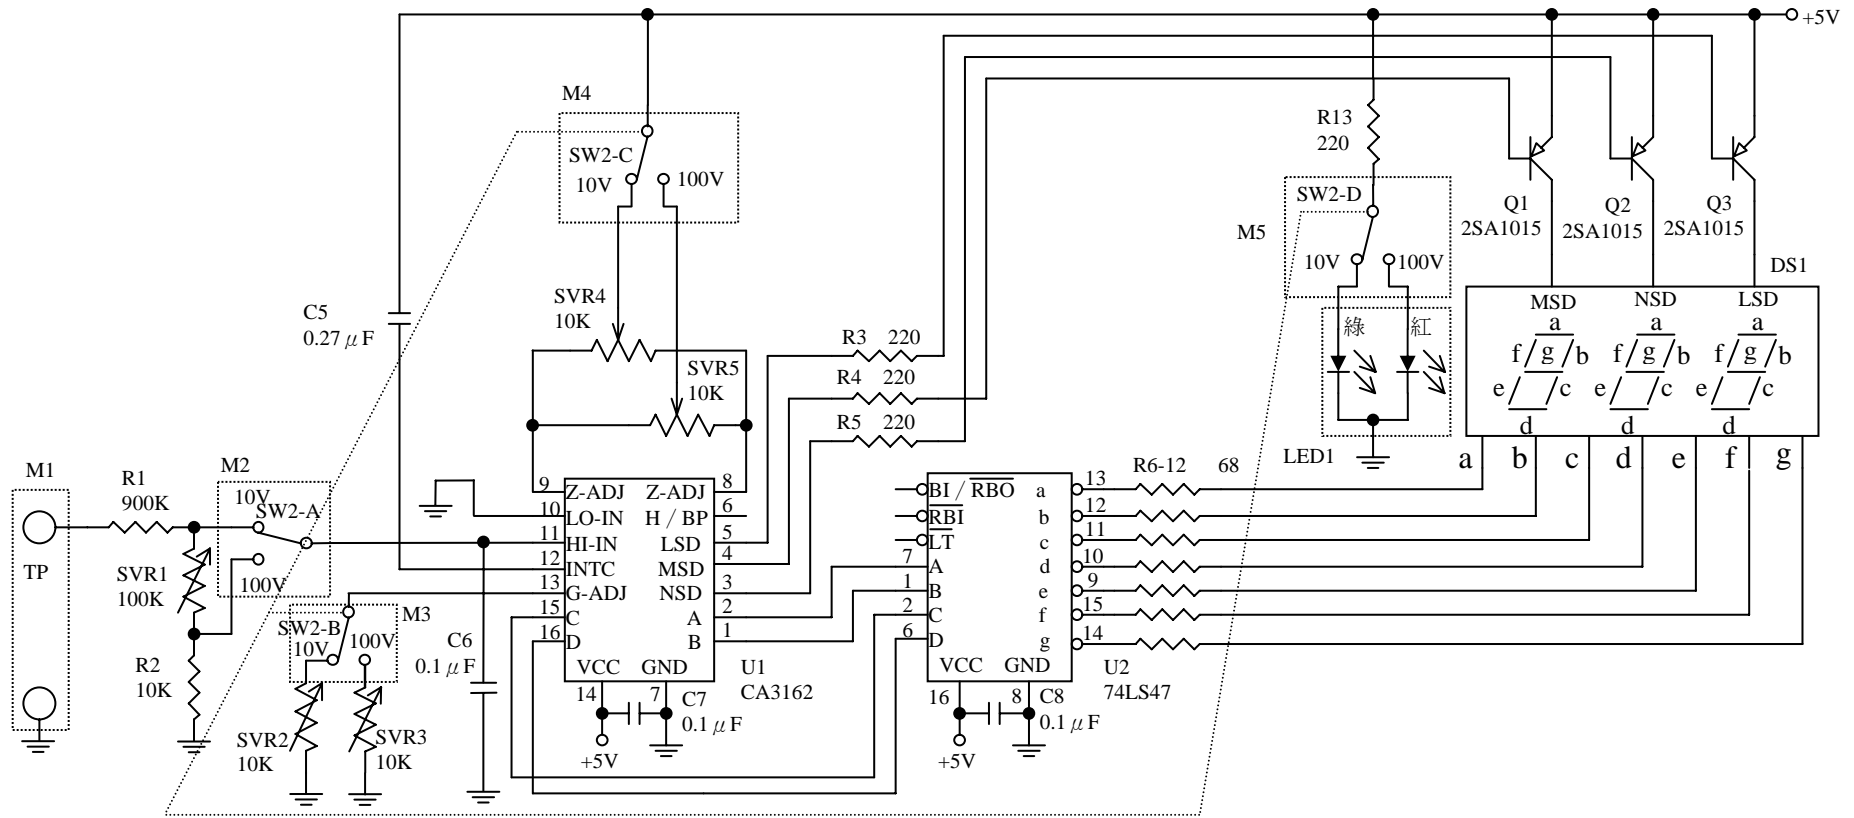 +5V
M4
SW2-C
10V
100V
R13
220
SW2-D
M5
10V
100V
Q1
2SA1015
Q2
2SA1015
Q3
2SA1015
DS1
MSD
NSD
LSD
a
f
g
b
e
c
d
a
f
g
b
e
c
d
a
f
g
b
e
c
d
a
b
c
d
e
f
g
綠
紅
LED1
C5
0.27μF
SVR4
10K
SVR5
10K
R3 220
R4 220
R5 220
M1
TP
R1
900K
M2
10V
SW2-A
100V
SVR1
100K
R2
10K
M3
SW2-B
10V
100V
SVR2
10K
SVR3
10K
C6
0.1μF
9 Z-ADJ Z-ADJ 8
10 LO-IN H / BP 6
11 HI-IN LSD 5
12 INTC MSD 4
13 G-ADJ NSD 3
15 C A 2
16 D B 1
VCC GND
14 7
U1
CA3162
C7
0.1μF
+5V
BI / RBO a 13
RBI b 12
LT c 11
7 A d 10
1 B e 9
2 C f 15
6 D g 14
VCC GND
16 8
U2
74LS47
C8
0.1μF
+5V
R6-12 68